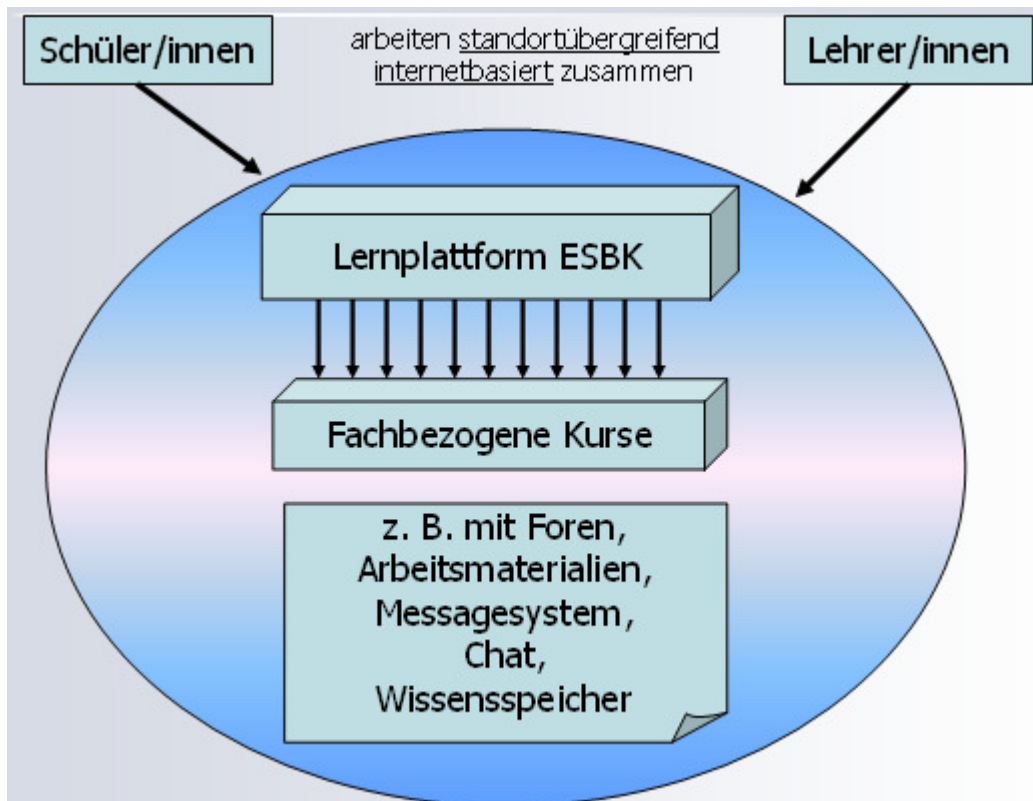 Schüler/innen
arbeiten standortübergreifend
internetbasiert zusammen
Lehrer/innen
Lernplattform ESBK
Fachbezogene Kurse
z. B. mit Foren,
Arbeitsmaterialien,
Messagesystem,
Chat,
Wissensspeicher